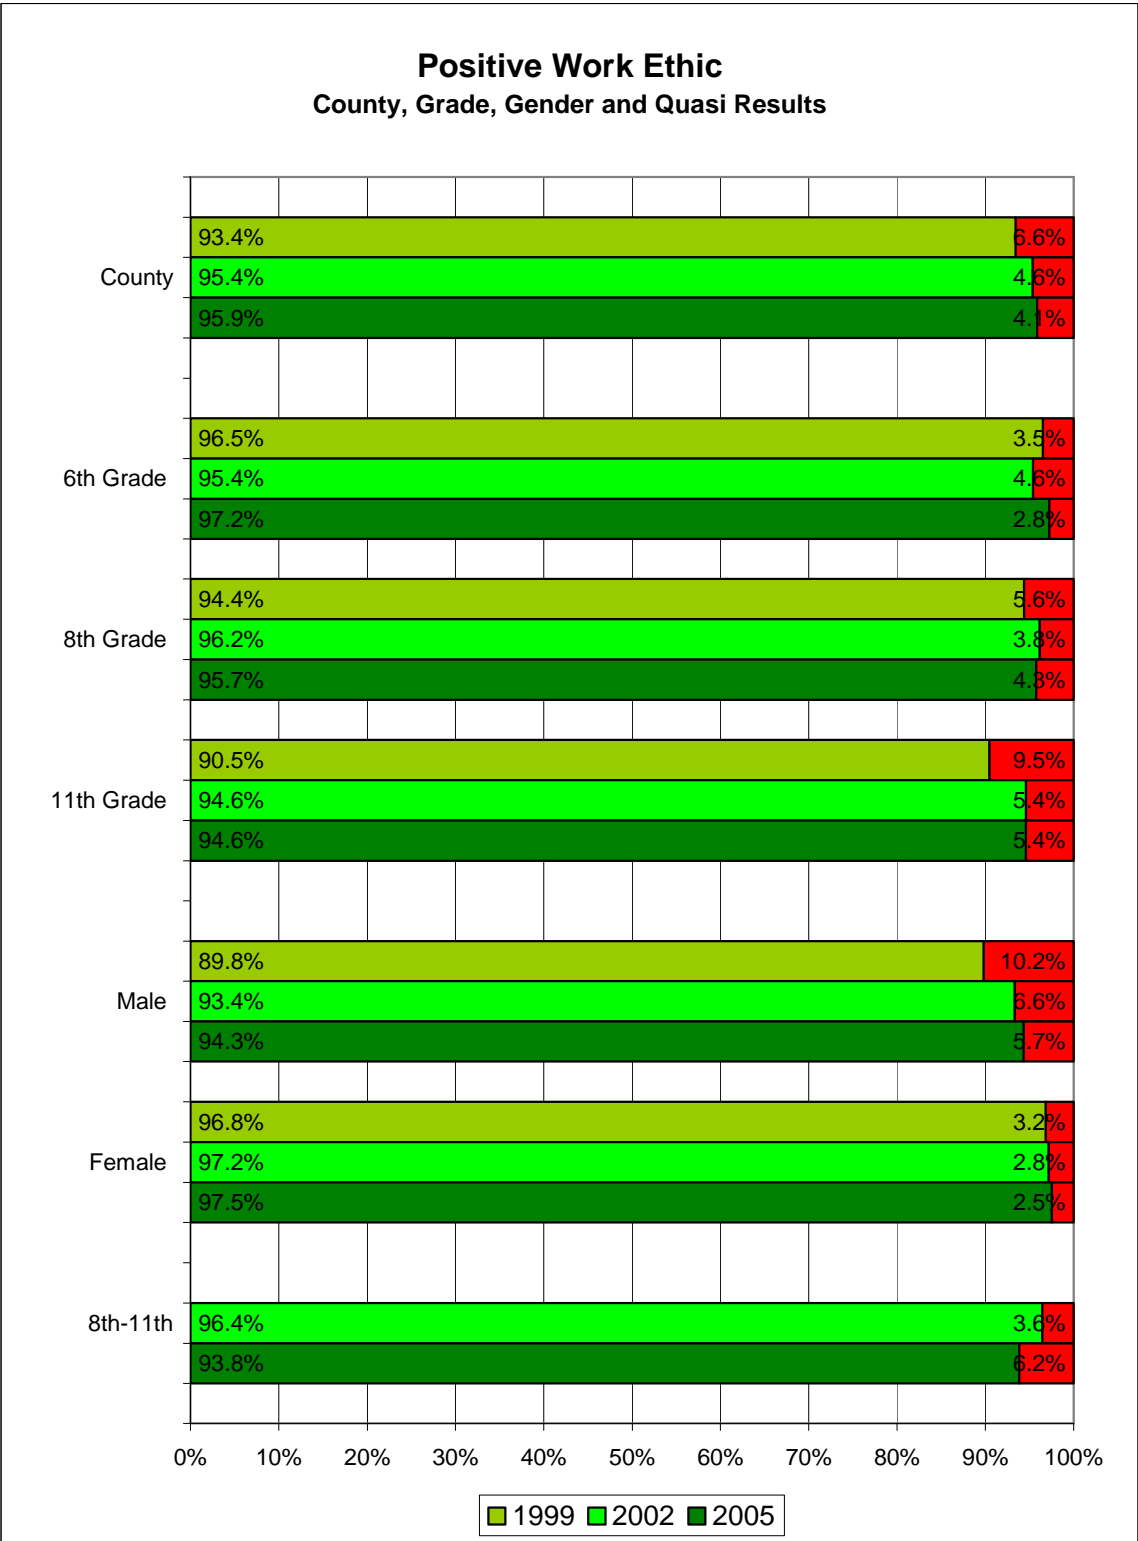 Positive Work Ethic
County, Grade, Gender and Quasi Results
93.4% 6.6%
County 95.4% 4.6%
95.9% 4.1%
96.5% 3.5%
6th Grade 95.4% 4.6%
97.2% 2.8%
94.4% 5.6%
8th Grade 96.2% 3.8%
95.7% 4.3%
90.5% 9.5%
11th Grade 94.6% 5.4%
94.6% 5.4%
89.8% 10.2%
Male 93.4% 6.6%
94.3% 5.7%
96.8% 3.2%
Female 97.2% 2.8%
97.5% 2.5%
8th-11th 96.4% 3.6%
93.8% 6.2%
0% 10% 20% 30% 40% 50% 60% 70% 80% 90% 100%
1999 2002 2005